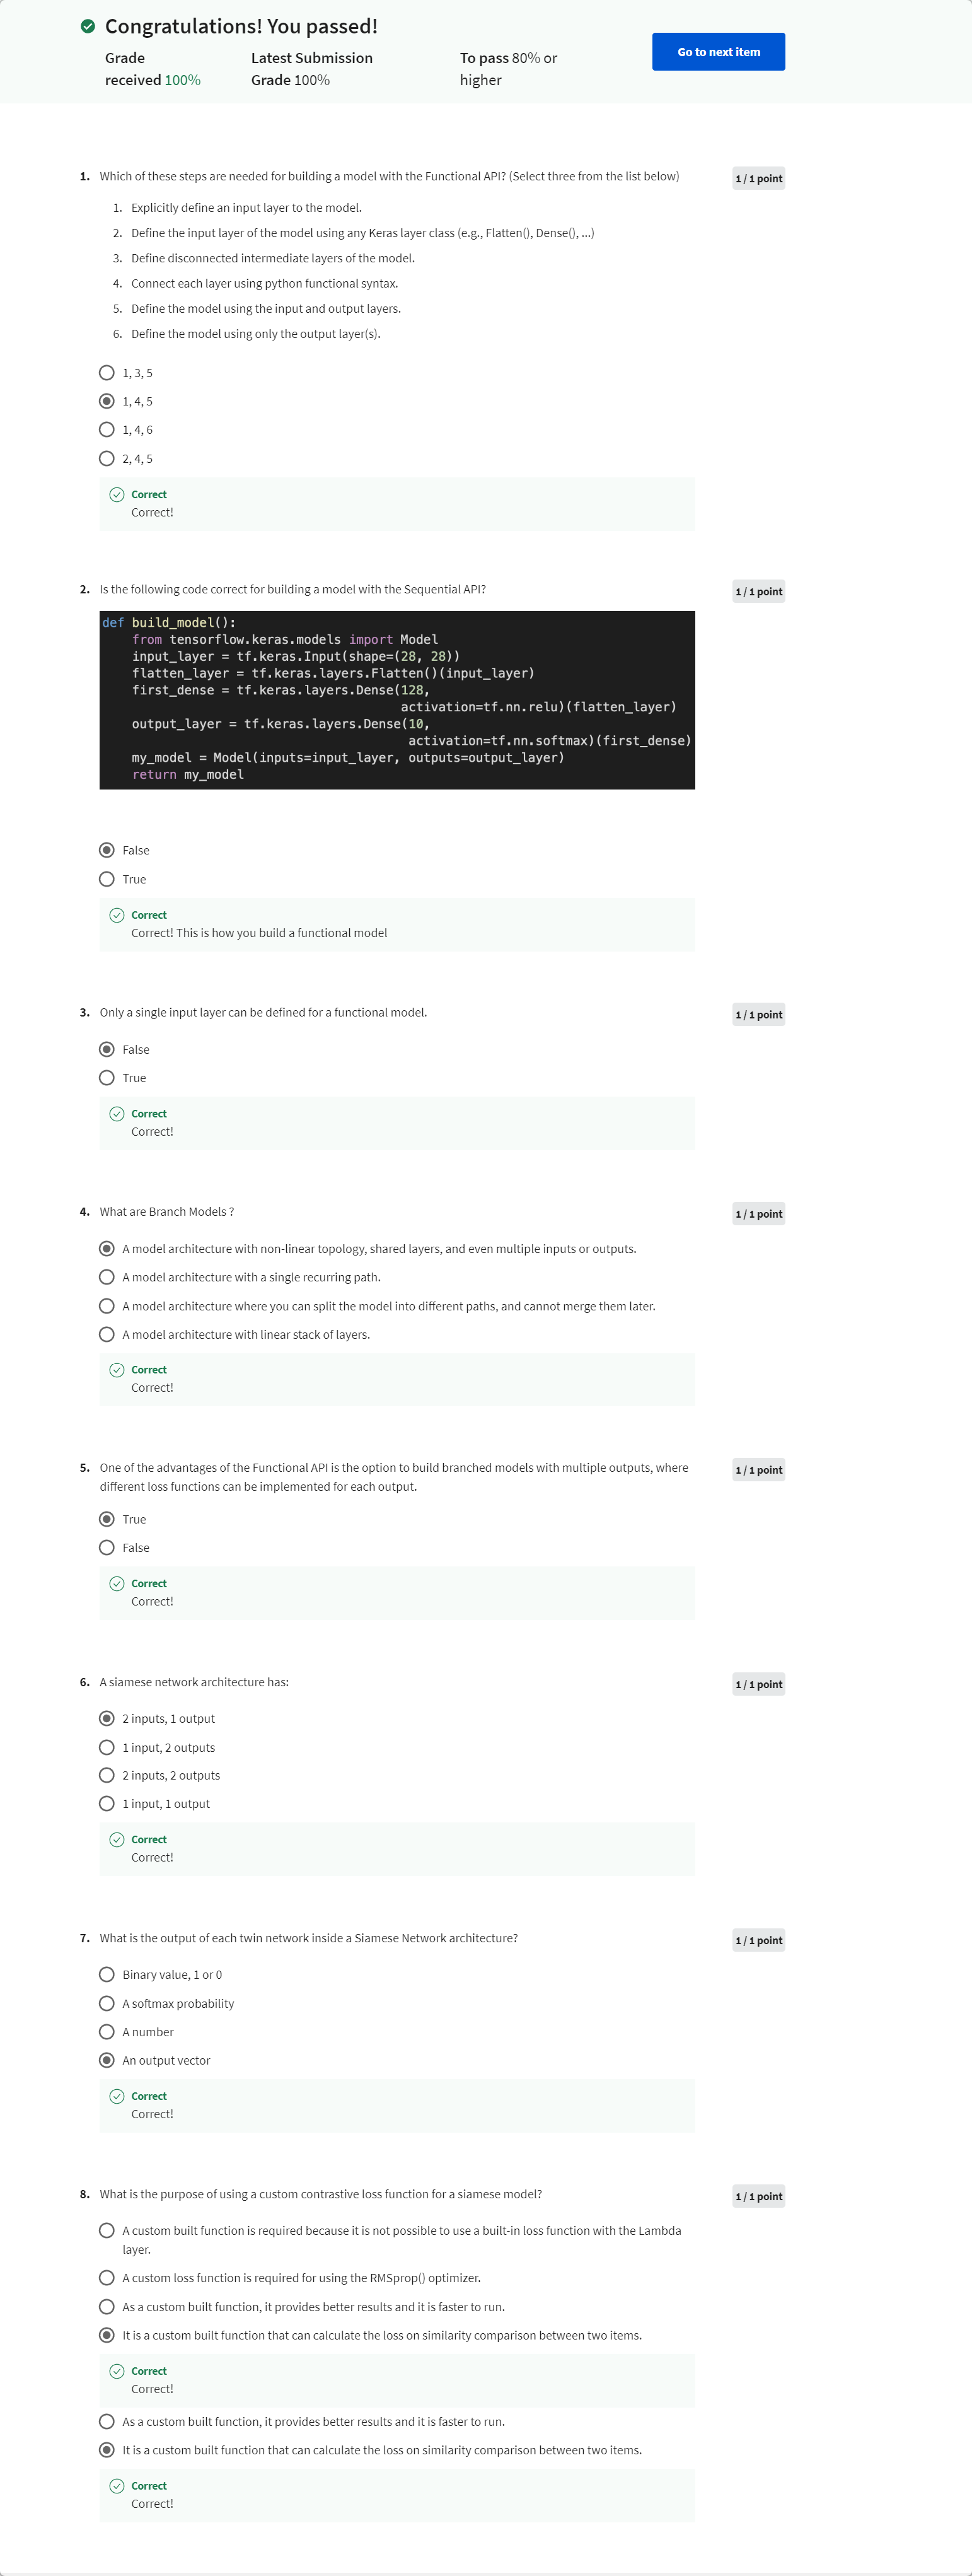 Congratulations! You passed!
Grade received 100%
Latest Submission Grade 100%
To pass 80% or higher
Go to next item
1. Which of these steps are needed for building a model with the Functional API? (Select three from the list below)
1 / 1 point
1. Explicitly define an input layer to the model.
2. Define the input layer of the model using any Keras layer class (e.g., Flatten(), Dense(), ...)
3. Define disconnected intermediate layers of the model.
4. Connect each layer using python functional syntax.
5. Define the model using the input and output layers.
6. Define the model using only the output layer(s).
1, 3, 5
1, 4, 5
1, 4, 6
2, 4, 5
Correct
Correct!
2. Is the following code correct for building a model with the Sequential API?
1 / 1 point
def build_model():
from tensorflow.keras.models import Model
input_layer = tf.keras.Input(shape=(28, 28))
flatten_layer = tf.keras.layers.Flatten()(input_layer)
first_dense = tf.keras.layers.Dense(128,
activation=tf.nn.relu)(flatten_layer)
output_layer = tf.keras.layers.Dense(10,
activation=tf.nn.softmax)(first_dense)
my_model = Model(inputs=input_layer, outputs=output_layer)
return my_model
False
True
Correct
Correct! This is how you build a functional model
3. Only a single input layer can be defined for a functional model.
1 / 1 point
False
True
Correct
Correct!
4. What are Branch Models ?
1 / 1 point
A model architecture with non-linear topology, shared layers, and even multiple inputs or outputs.
A model architecture with a single recurring path.
A model architecture where you can split the model into different paths, and cannot merge them later.
A model architecture with linear stack of layers.
Correct
Correct!
5. One of the advantages of the Functional API is the option to build branched models with multiple outputs, where
different loss functions can be implemented for each output.
1 / 1 point
True
False
Correct
Correct!
6. A siamese network architecture has:
1 / 1 point
2 inputs, 1 output
1 input, 2 outputs
2 inputs, 2 outputs
1 input, 1 output
Correct
Correct!
7. What is the output of each twin network inside a Siamese Network architecture?
1 / 1 point
Binary value, 1 or 0
A softmax probability
A number
An output vector
Correct
Correct!
8. What is the purpose of using a custom contrastive loss function for a siamese model?
1 / 1 point
A custom built function is required because it is not possible to use a built-in loss function with the Lambda
layer.
A custom loss function is required for using the RMSprop() optimizer.
As a custom built function, it provides better results and it is faster to run.
It is a custom built function that can calculate the loss on similarity comparison between two items.
Correct
Correct!
As a custom built function, it provides better results and it is faster to run.
It is a custom built function that can calculate the loss on similarity comparison between two items.
Correct
Correct!